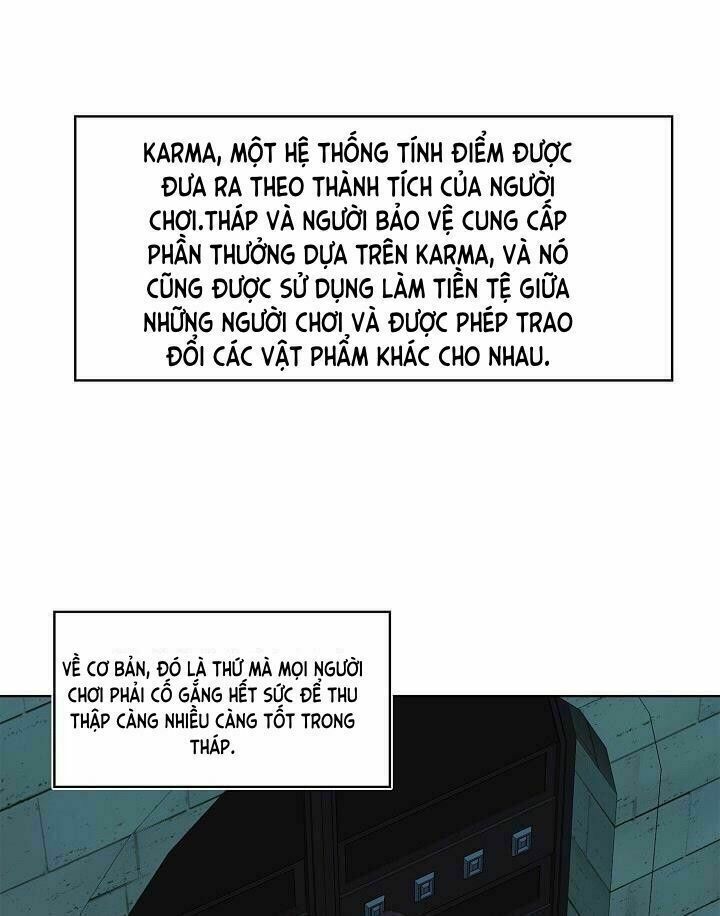 KARMA, MỘT HỆ THỐNG TÍNH ĐIỂM ĐƯỢC
ĐƯA RA THEO THÀNH TÍCH CỦA NGƯỜI
CHƠI.THÁP VÀ NGƯỜI BẢO VỆ CUNG CẤP
PHẦN THƯỞNG DỰA TRÊN KARMA, VÀ NÓ
CŨNG ĐƯỢC SỬ DỤNG LÀM TIỀN TỆ GIỮA
NHỮNG NGƯỜI CHƠI VÀ ĐƯỢC PHÉP TRAO
ĐỔI CÁC VẬT PHẨM KHÁC CHO NHAU.
VỀ CƠ BẢN, ĐÓ LÀ THỨ MÀ MỌI NGƯỜI
CHƠI PHẢI CỐ GẮNG HẾT SỨC ĐỂ THU
THẬP CÀNG NHIỀU CÀNG TỐT TRONG
THÁP.